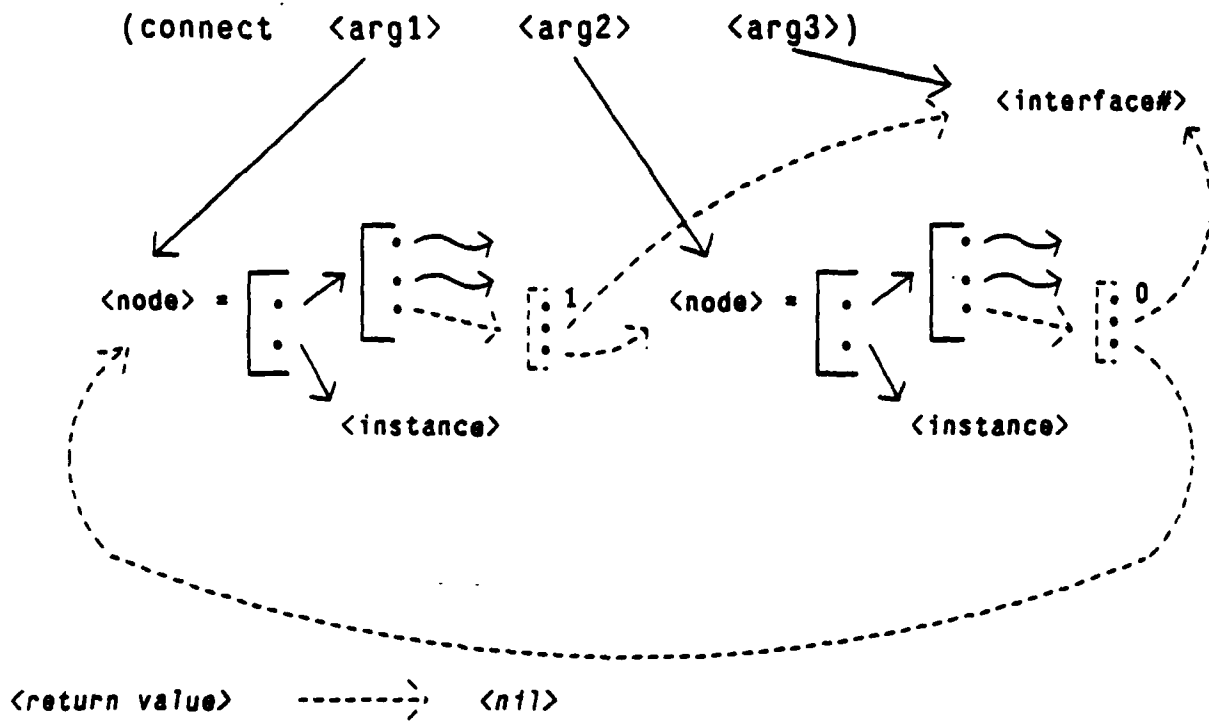 (connect <arg1> <arg2> <arg3>)
<interface#>
<node> = 1 <node> = 0
<instance> <instance>
<return value> <nil>